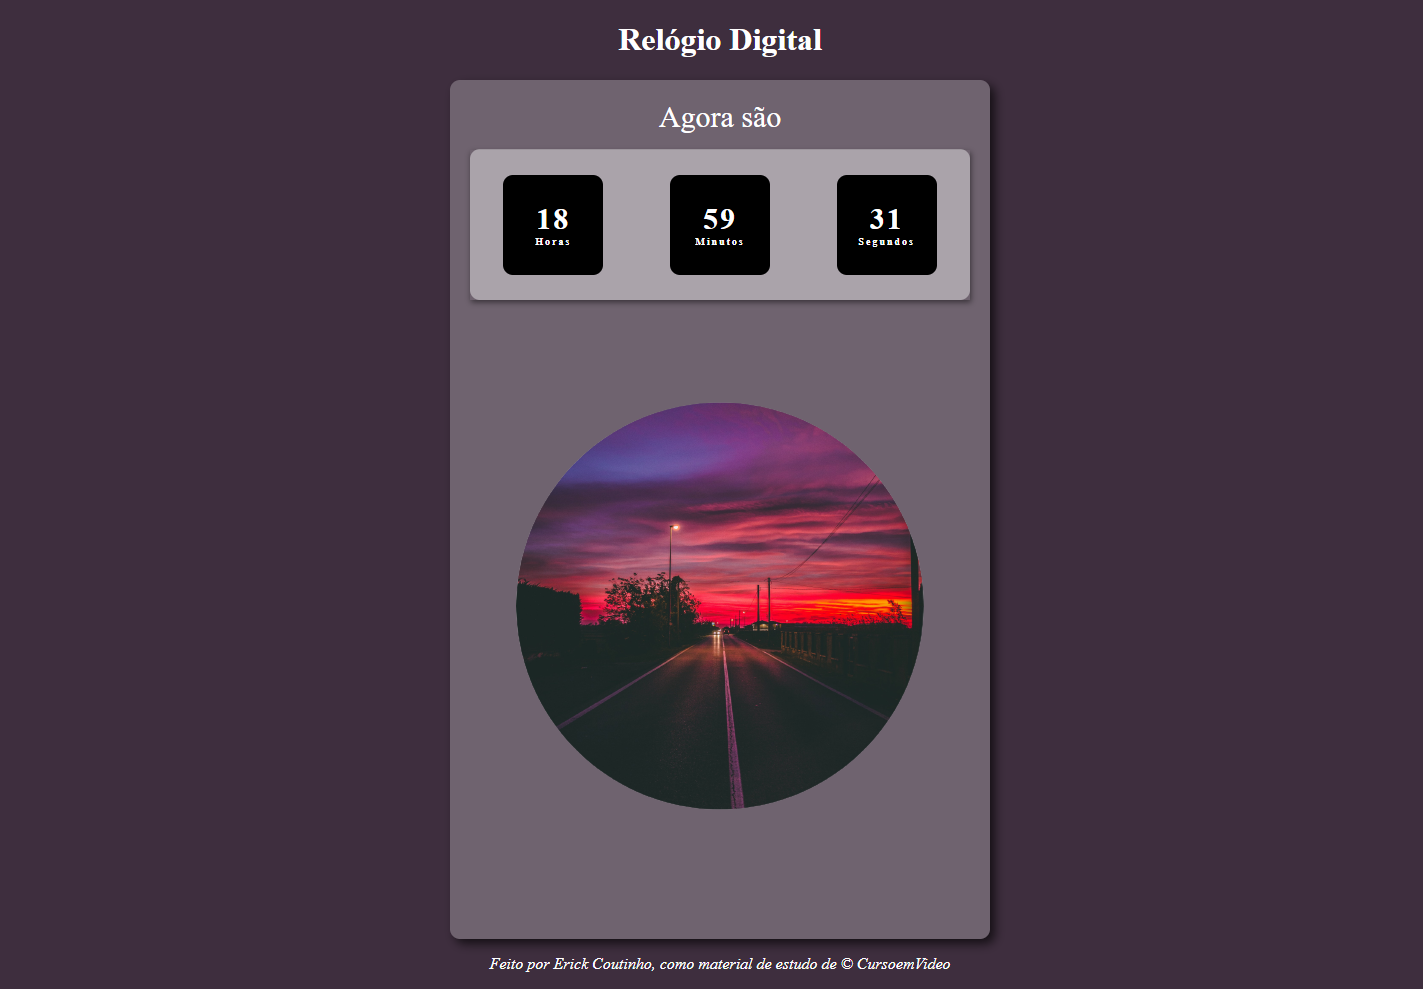 Relógio Digital
Agora são
18
Horas
59
Minutos
31
Segundos
Feito por Erick Coutinho, como material de estudo de © CursoemVideo